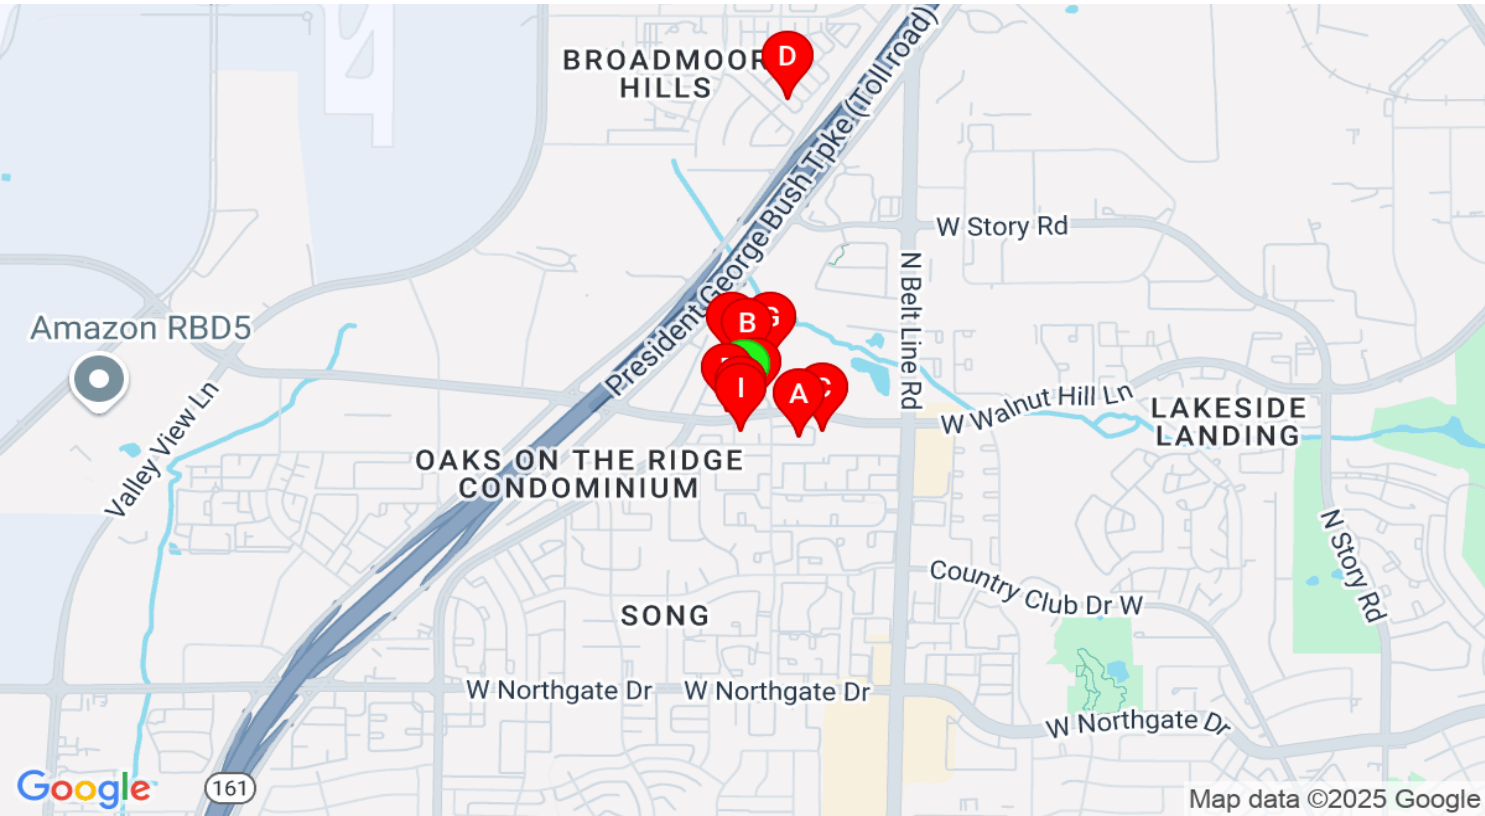 BROADMOOR
HILLS
D
President George Bush Tpke (Toll road)
W Story Rd
N Belt Line Rd
Amazon RBD5
B
G
I
A
C
Valley View Ln
W Walnut Hill Ln
LAKESIDE
LANDING
OAKS ON THE RIDGE
CONDOMINIUM
N Story Rd
Country Club Dr W
SONG
W Northgate Dr
W Northgate Dr
W Northgate Dr
Google
161
Map data ©2025 Google